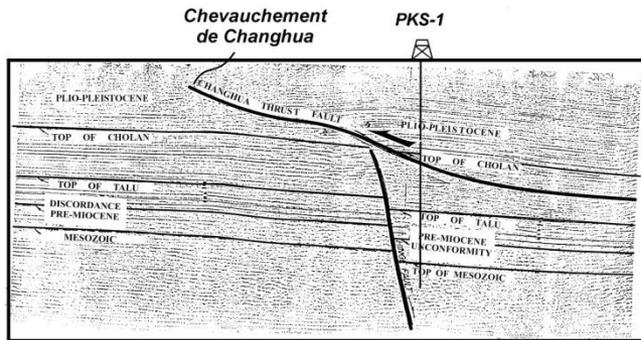 Chevauchement
de Changhua
PKS-1
CHANGHUA THRUST FAULT
PLIO-PLEISTOCENE
PLIO-PLEISTOCENE
TOP OF CHOLAN
TOP OF CHOLAN
TOP OF TALU
TOP OF TALU
DISCORDANCE
PRE-MIOCENE
PRE-MIOCENE
UNCONFORMITY
MESOZOIC
TOP OF MESOZOIC